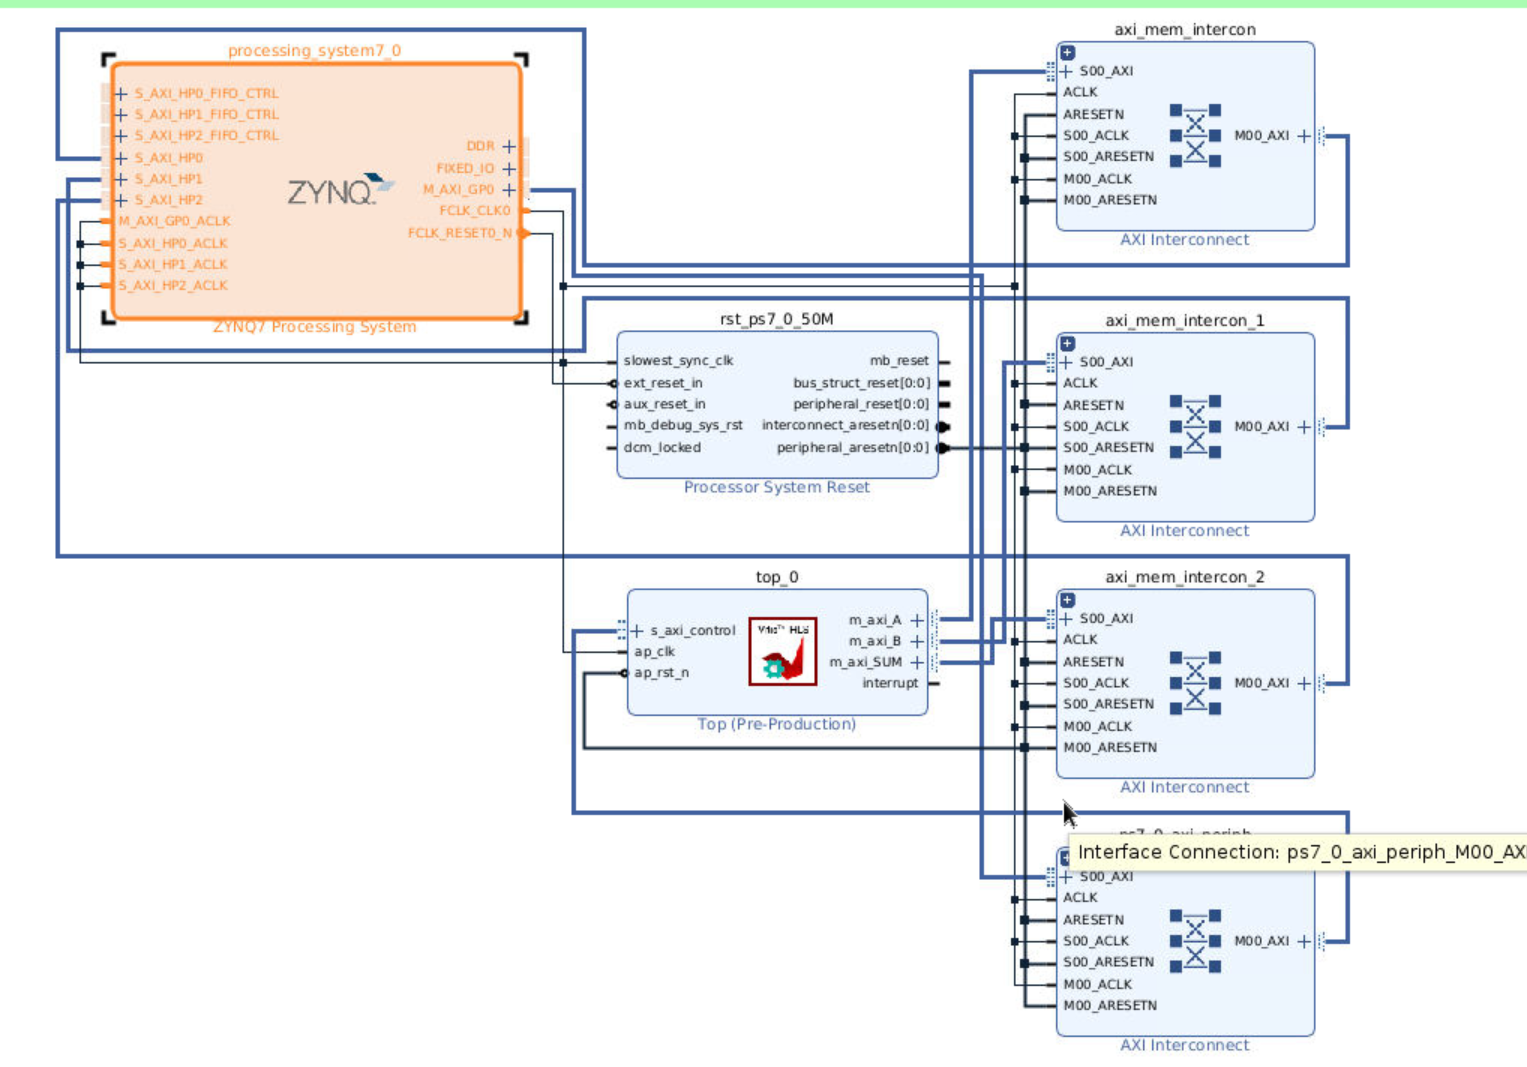 processing_system7_0
S_AXI_HP0_FIFO_CTRL
S_AXI_HP1_FIFO_CTRL
S_AXI_HP2_FIFO_CTRL
S_AXI_HP0
S_AXI_HP1
S_AXI_HP2
M_AXI_GP0_ACLK
S_AXI_HP0_ACLK
S_AXI_HP1_ACLK
S_AXI_HP2_ACLK
ZYNQ
DDR
FIXED_IO
M_AXI_GP0
FCLK_CLK0
FCLK_RESET0_N
ZYNQ7 Processing System
rst_ps7_0_50M
slowest_sync_clk
ext_reset_in
aux_reset_in
mb_debug_sys_rst
dcm_locked
mb_reset
bus_struct_reset[0:0]
peripheral_reset[0:0]
interconnect_aresetn[0:0]
peripheral_aresetn[0:0]
Processor System Reset
top_0
s_axi_control
ap_clk
ap_rst_n
Vitis™ HLS
m_axi_A
m_axi_B
m_axi_SUM
interrupt
Top (Pre-Production)
axi_mem_intercon
S00_AXI
ACLK
ARESETN
S00_ACLK
S00_ARESETN
M00_ACLK
M00_ARESETN
M00_AXI
AXI Interconnect
axi_mem_intercon_1
S00_AXI
ACLK
ARESETN
S00_ACLK
S00_ARESETN
M00_ACLK
M00_ARESETN
M00_AXI
AXI Interconnect
axi_mem_intercon_2
S00_AXI
ACLK
ARESETN
S00_ACLK
S00_ARESETN
M00_ACLK
M00_ARESETN
M00_AXI
AXI Interconnect
ps7_0_axi_periph
Interface Connection: ps7_0_axi_periph_M00_AXI
S00_AXI
ACLK
ARESETN
S00_ACLK
S00_ARESETN
M00_ACLK
M00_ARESETN
M00_AXI
AXI Interconnect